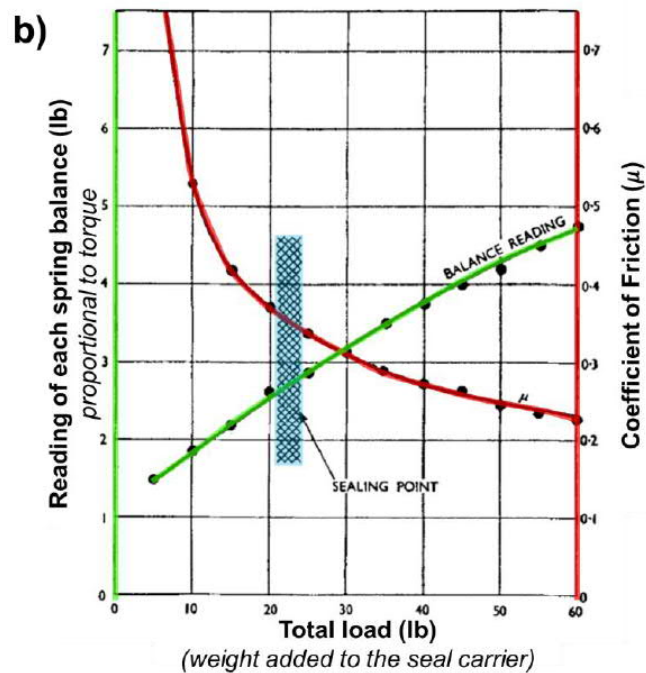 b)
Reading of each spring balance (lb)
proportional to torque
7
6
5
4
3
2
1
0
BALANCE READING
μ
SEALING POINT
0·7
0·6
0·5
0·4
0·3
0·2
0·1
0
Coefficient of Friction (μ)
0
10
20
30
40
50
60
Total load (lb)
(weight added to the seal carrier)